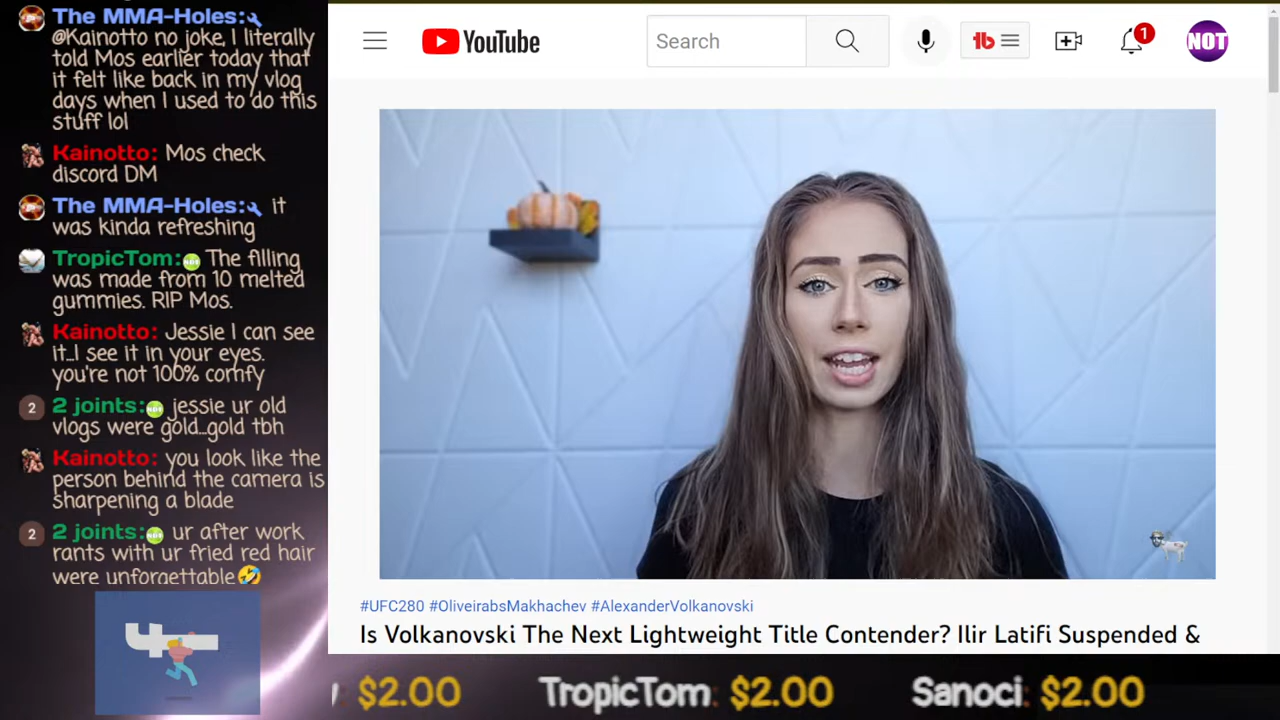 The MMA-Holes:
@Kainotto no joke, I literally
told Mos earlier today that
it felt like back in my vlog
days when I used to do this
stuff lol
Kainotto: Mos check
discord DM
The MMA-Holes: it
was kinda refreshing
TropicTom: The filling
was made from 10 melted
gummies. RIP Mos.
Kainotto: Jessie I can see
it...I see it in your eyes.
you're not 100% comfy
2 2 joints: jessie ur old
vlogs were gold...gold tbh
Kainotto: you look like the
person behind the camera is
sharpening a blade
2 2 joints: ur after work
rants with ur fried red hair
were unforgettable🤣
YouTube
Search
tb
1
NOT
#UFC280 #OliveirabsMakhachev #AlexanderVolkanovski
Is Volkanovski The Next Lightweight Title Contender? Ilir Latifi Suspended &
: $2.00 TropicTom: $2.00 Sanoci: $2.00